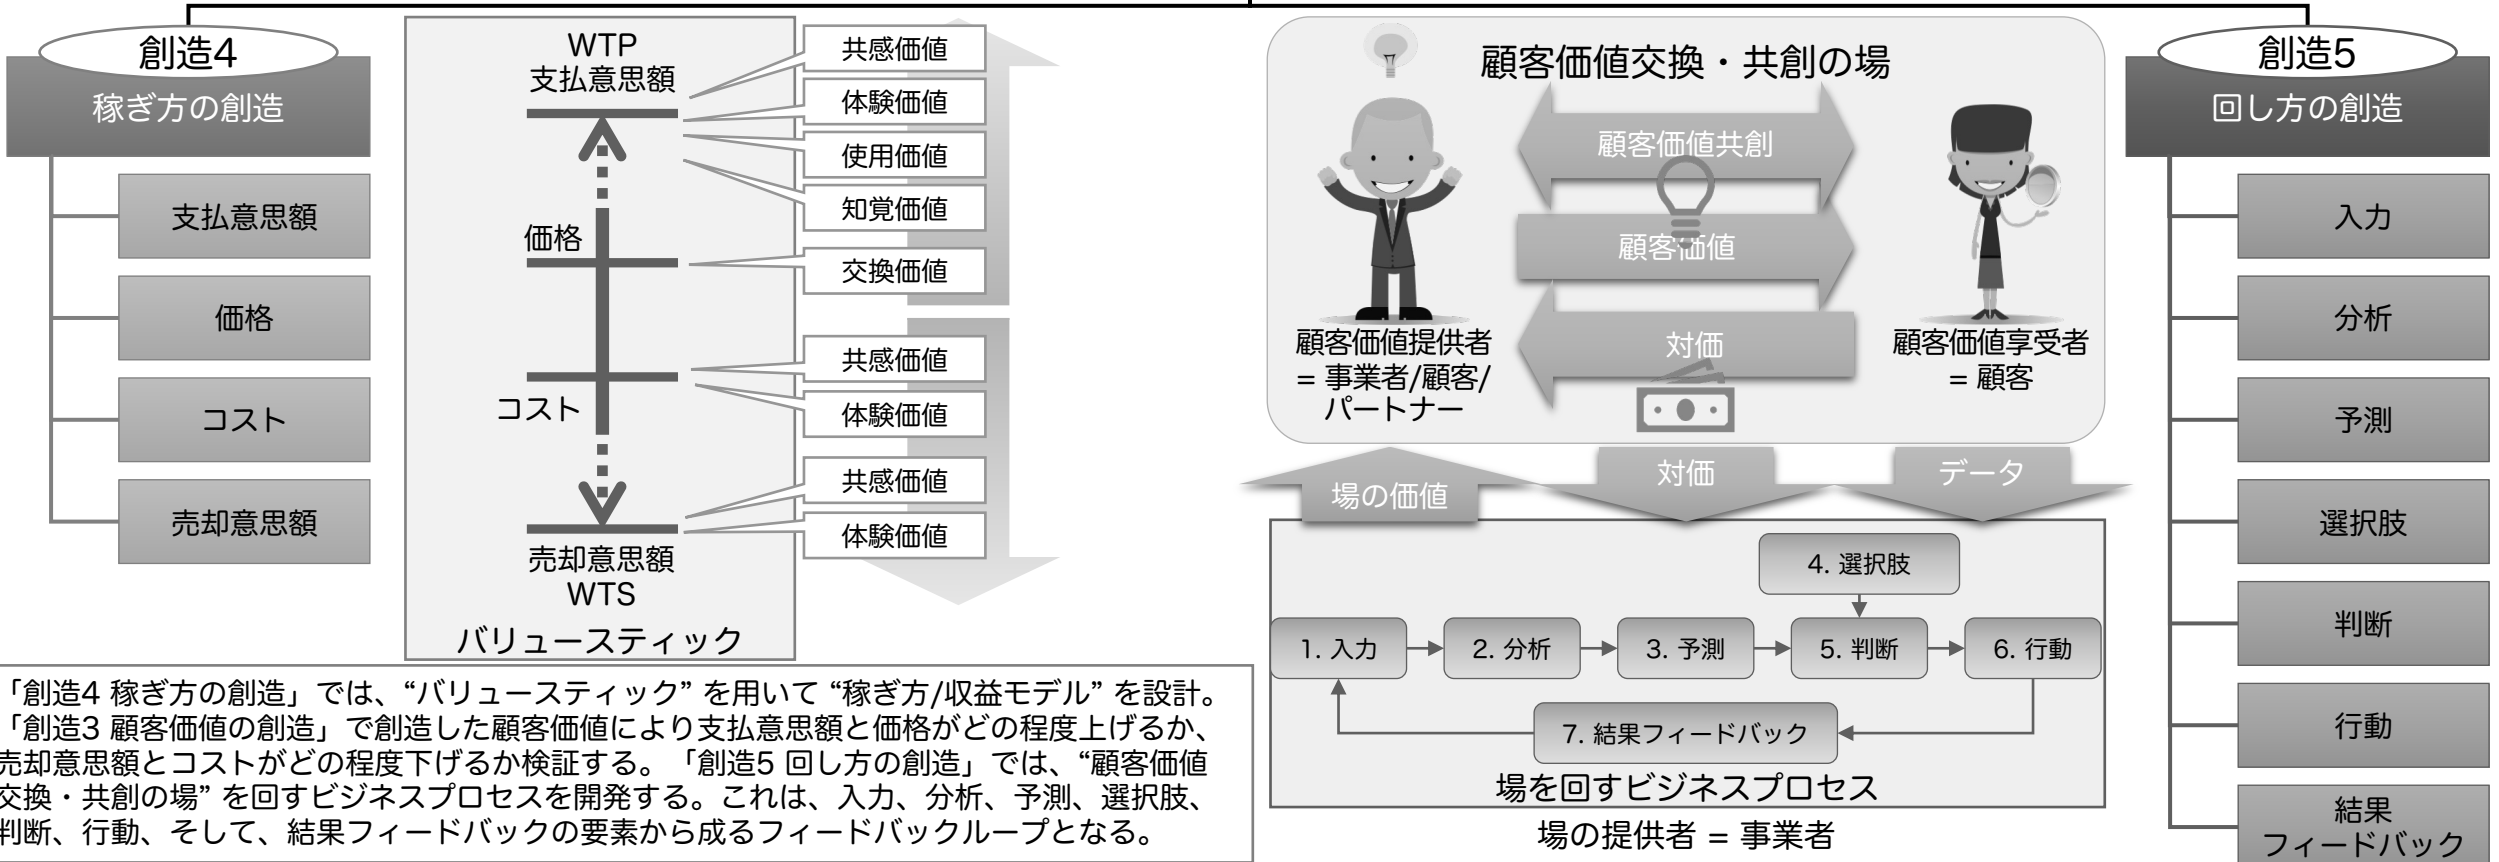 創造4
稼ぎ方の創造
支払意思額
価格
コスト
売却意思額
WTP
支払意思額
価格
コスト
売却意思額
WTS
バリュースティック
共感価値
体験価値
使用価値
知覚価値
交換価値
共感価値
体験価値
共感価値
体験価値
顧客価値交換・共創の場
顧客価値共創
顧客価値
対価
顧客価値提供者
= 事業者/顧客/
パートナー
顧客価値享受者
= 顧客
場の価値
対価
データ
4. 選択肢
1. 入力
2. 分析
3. 予測
5. 判断
6. 行動
7. 結果フィードバック
場を回すビジネスプロセス
場の提供者 = 事業者
創造5
回し方の創造
入力
分析
予測
選択肢
判断
行動
結果
フィードバック
「創造4 稼ぎ方の創造」では、“バリュースティック” を用いて “稼ぎ方/収益モデル” を設計。
「創造3 顧客価値の創造」で創造した顧客価値により支払意思額と価格がどの程度上げるか、
売却意思額とコストがどの程度下げるか検証する。「創造5 回し方の創造」では、“顧客価値
交換・共創の場” を回すビジネスプロセスを開発する。これは、入力、分析、予測、選択肢、
判断、行動、そして、結果フィードバックの要素から成るフィードバックループとなる。